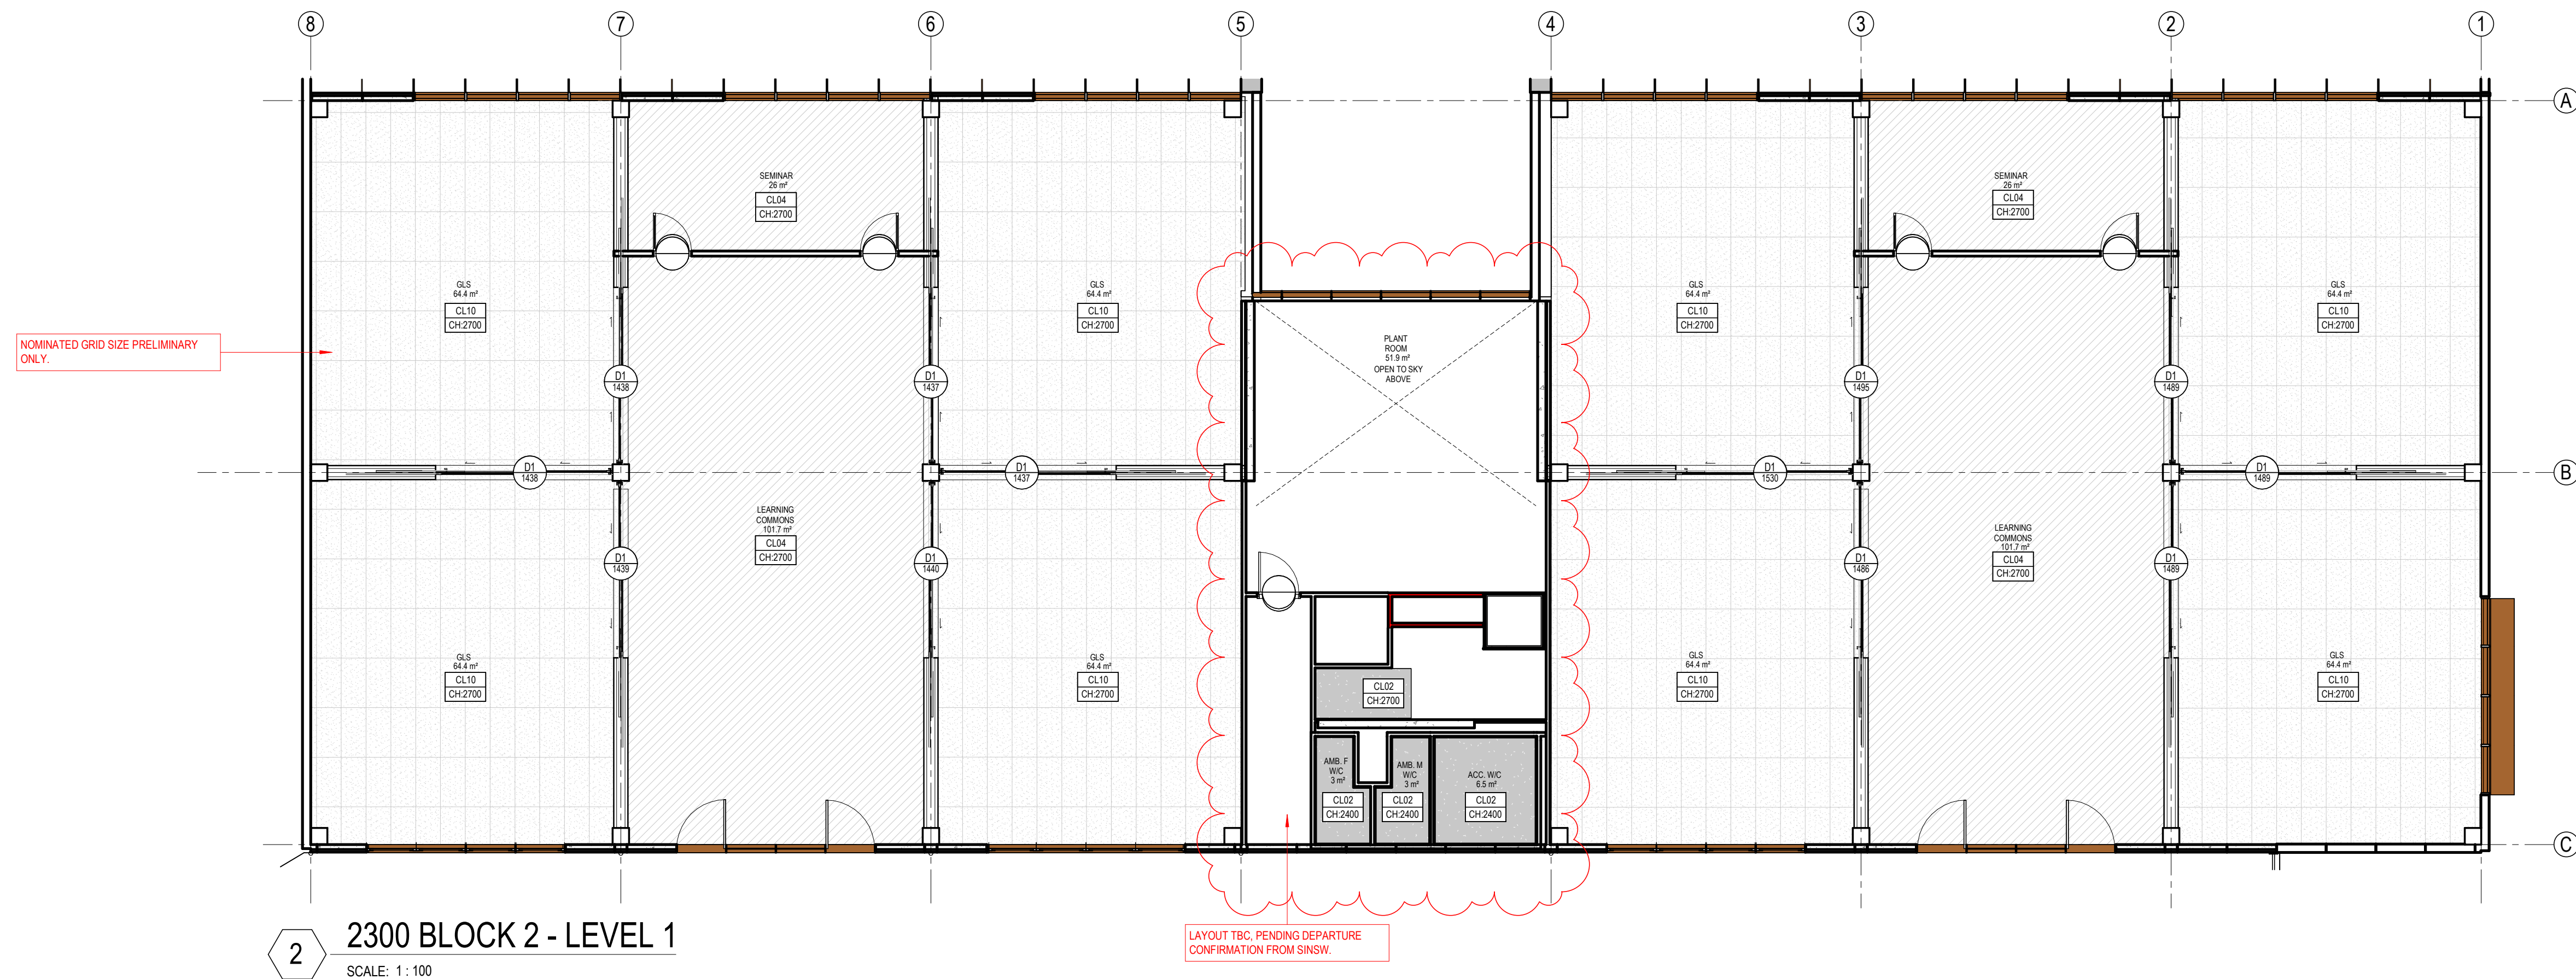 8 7 6 5 4 3 2 1
A
SEMINAR
26 m²
CL04
CH:2700
SEMINAR
26 m²
CL04
CH:2700
GLS
64.4 m²
CL10
CH:2700
GLS
64.4 m²
CL10
CH:2700
GLS
64.4 m²
CL10
CH:2700
GLS
64.4 m²
CL10
CH:2700
NOMINATED GRID SIZE PRELIMINARY
ONLY.
PLANT
ROOM
51.9 m²
OPEN TO SKY
ABOVE
D1
1438
D1
1437
D1
1495
D1
1489
D1
1438
D1
1437
D1
1530
D1
1489
B
LEARNING
COMMONS
101.7 m²
CL04
CH:2700
LEARNING
COMMONS
101.7 m²
CL04
CH:2700
D1
1439
D1
1440
D1
1486
D1
1489
GLS
64.4 m²
CL10
CH:2700
GLS
64.4 m²
CL10
CH:2700
CL02
CH:2700
GLS
64.4 m²
CL10
CH:2700
GLS
64.4 m²
CL10
CH:2700
AMB. F
W/C
3 m²
CL02
CH:2400
AMB. M
W/C
3 m²
CL02
CH:2400
ACC. W/C
6.5 m²
CL02
CH:2400
C
2
2300 BLOCK 2 - LEVEL 1
SCALE: 1 : 100
LAYOUT TBC, PENDING DEPARTURE
CONFIRMATION FROM SINSW.